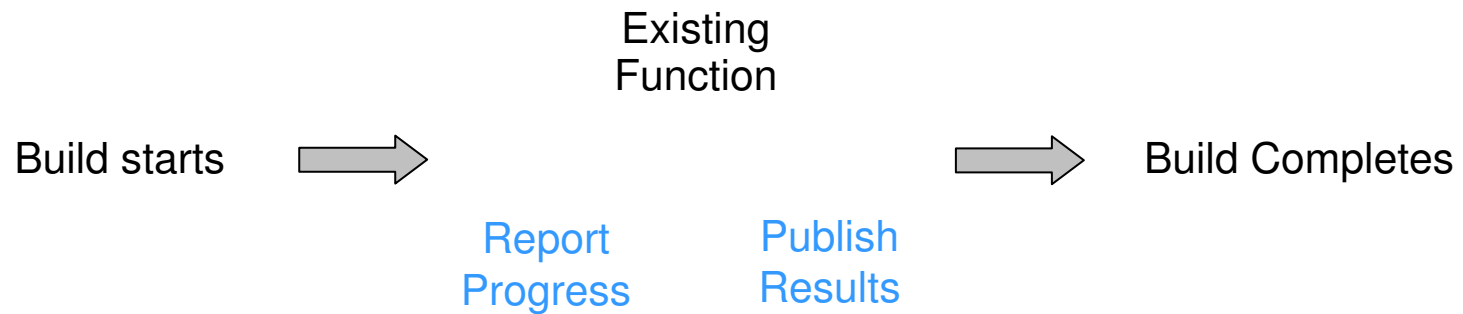 Existing
Function
Build starts
Build Completes
Report
Progress
Publish
Results